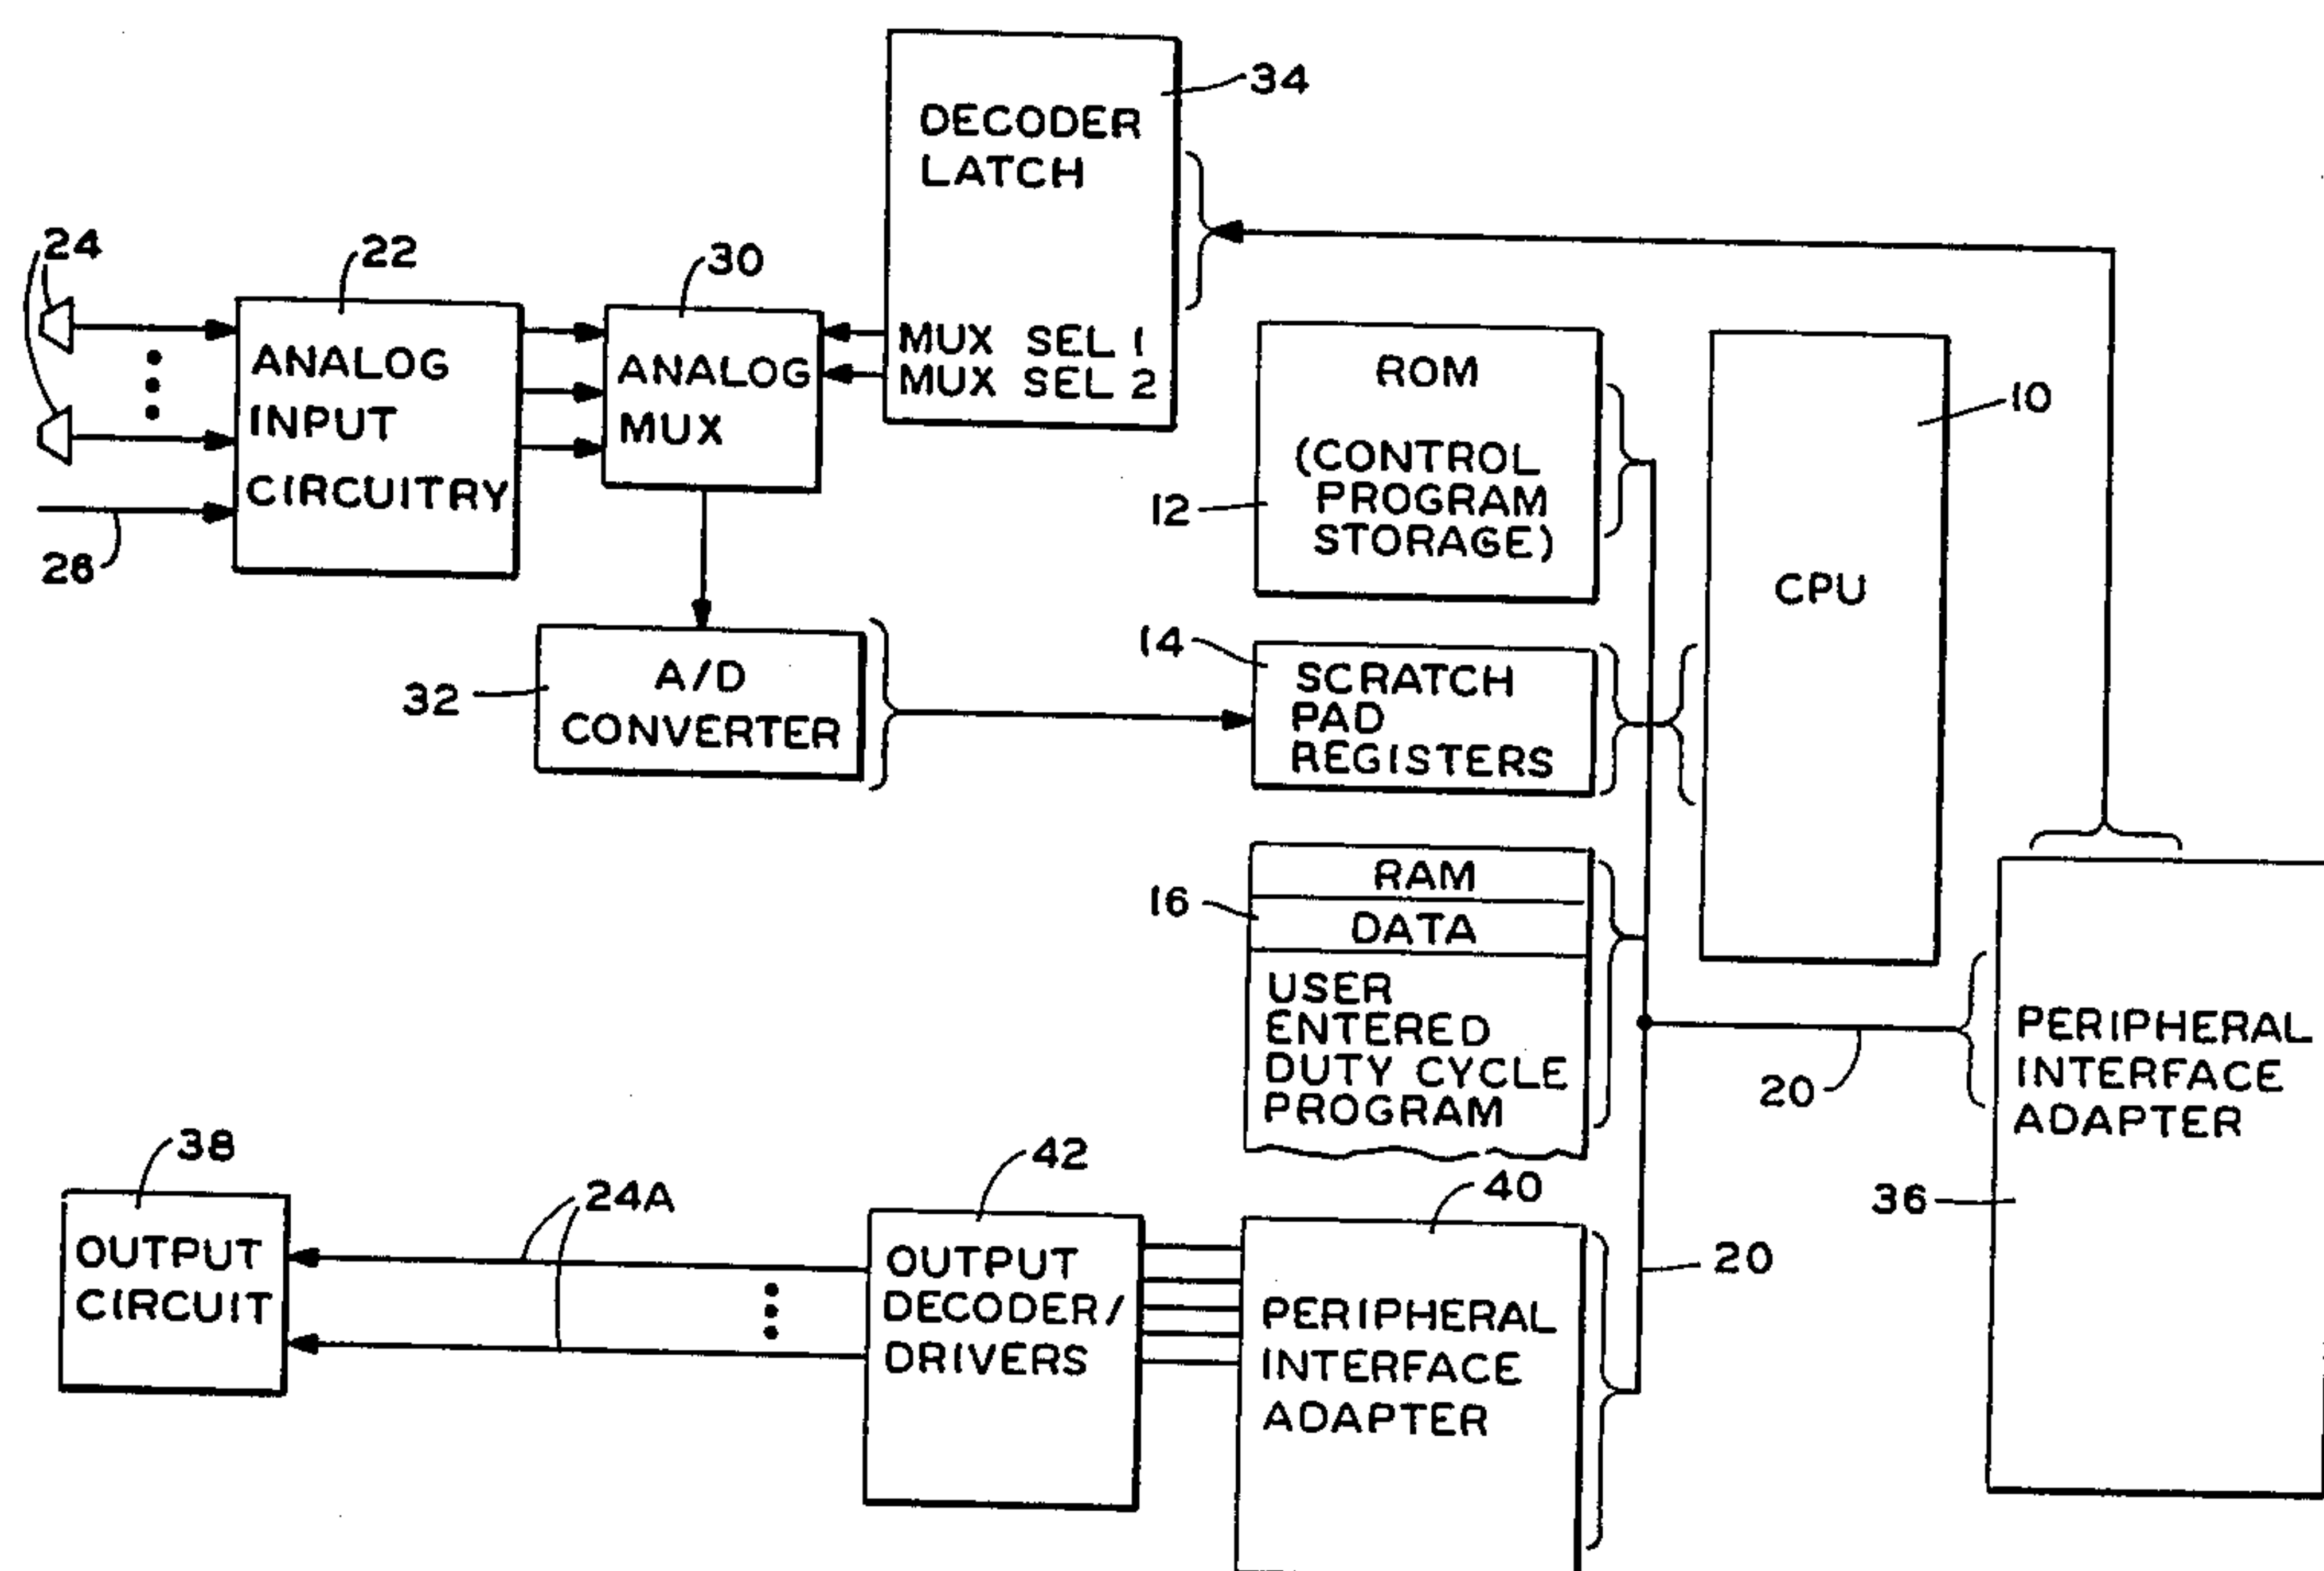 34
DECODER
LATCH
MUX SEL 1
MUX SEL 2
24
22
30
ANALOG
INPUT
CIRCUITRY
ANALOG
MUX
26
ROM
(CONTROL
PROGRAM
STORAGE)
12
10
CPU
A/D
CONVERTER
32
14
SCRATCH
PAD
REGISTERS
16
RAM
DATA
USER
ENTERED
DUTY CYCLE
PROGRAM
20
PERIPHERAL
INTERFACE
ADAPTER
36
38
OUTPUT
CIRCUIT
24A
42
OUTPUT
DECODER/
DRIVERS
40
PERIPHERAL
INTERFACE
ADAPTER
20